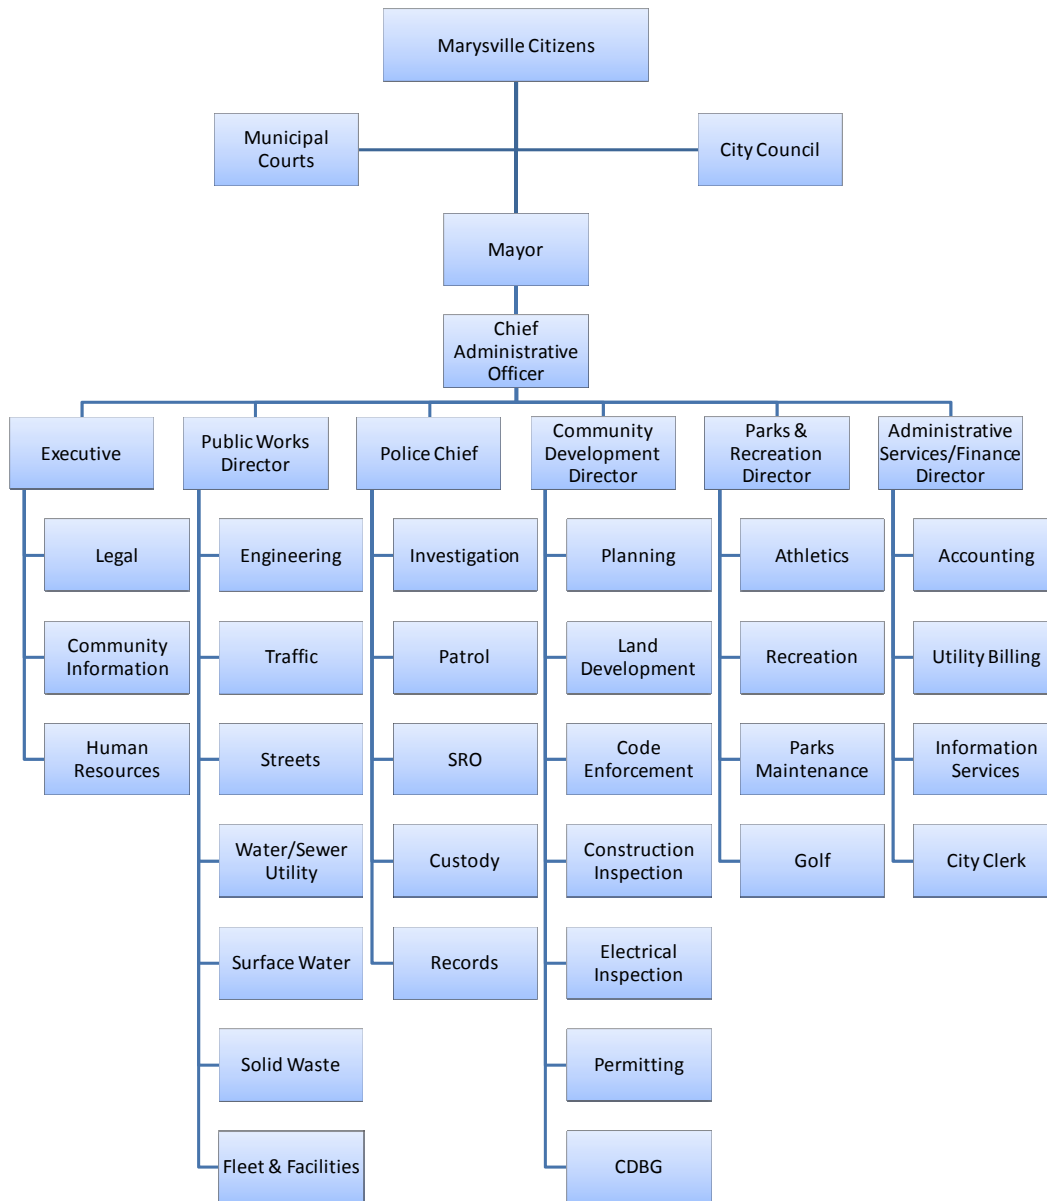 Marysville Citizens
Municipal
Courts
City Council
Mayor
Chief
Administrative
Officer
Executive
Public Works
Director
Police Chief
Community
Development
Director
Parks &
Recreation
Director
Administrative
Services/Finance
Director
Legal
Community
Information
Human
Resources
Engineering
Traffic
Streets
Water/Sewer
Utility
Surface Water
Solid Waste
Fleet & Facilities
Investigation
Patrol
SRO
Custody
Records
Planning
Land
Development
Code
Enforcement
Construction
Inspection
Electrical
Inspection
Permitting
CDBG
Athletics
Recreation
Parks
Maintenance
Golf
Accounting
Utility Billing
Information
Services
City Clerk